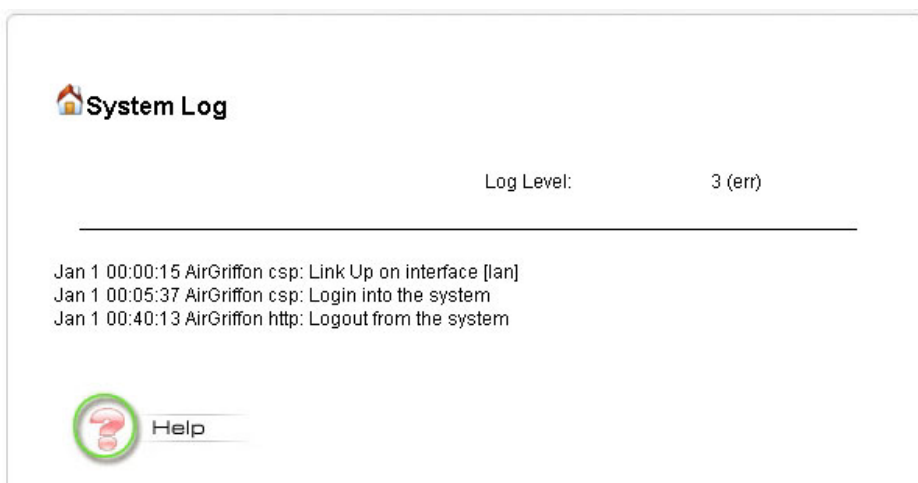 System Log
Log Level: 3 (err)
Jan 1 00:00:15 AirGriffon csp: Link Up on interface [lan]
Jan 1 00:05:37 AirGriffon csp: Login into the system
Jan 1 00:40:13 AirGriffon http: Logout from the system
Help